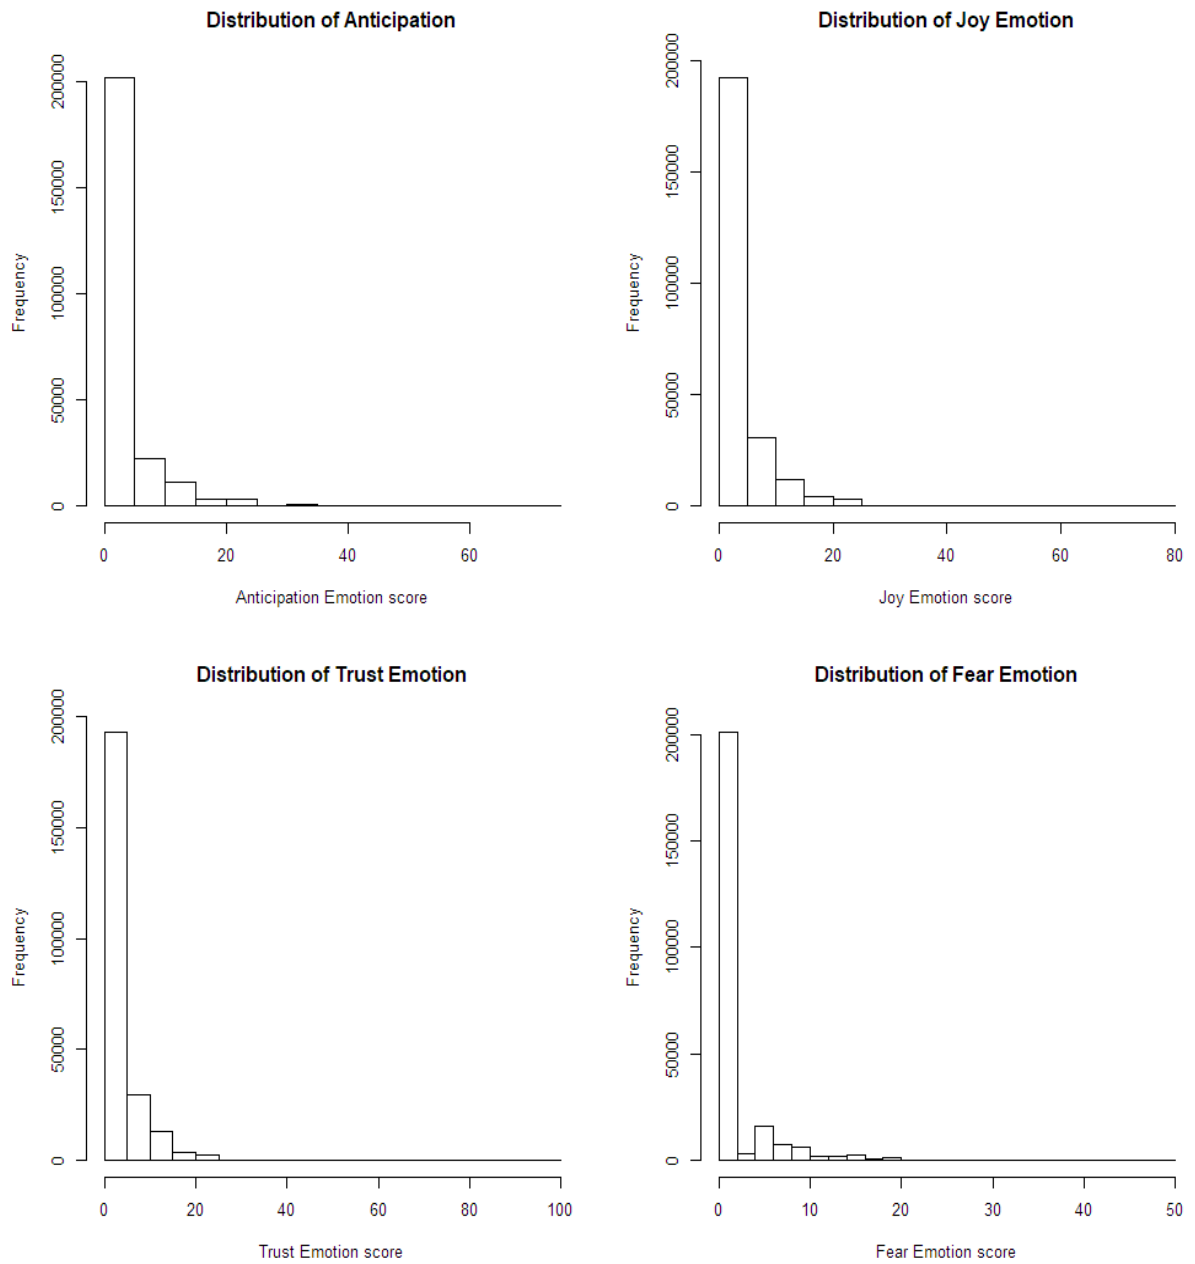 Distribution of Anticipation
Frequency
200000
150000
100000
50000
0
0 20 40 60
Anticipation Emotion score
Distribution of Joy Emotion
Frequency
200000
150000
100000
50000
0
0 20 40 60 80
Joy Emotion score
Distribution of Trust Emotion
Frequency
200000
150000
100000
50000
0
0 20 40 60 80 100
Trust Emotion score
Distribution of Fear Emotion
Frequency
200000
150000
100000
50000
0
0 10 20 30 40 50
Fear Emotion score